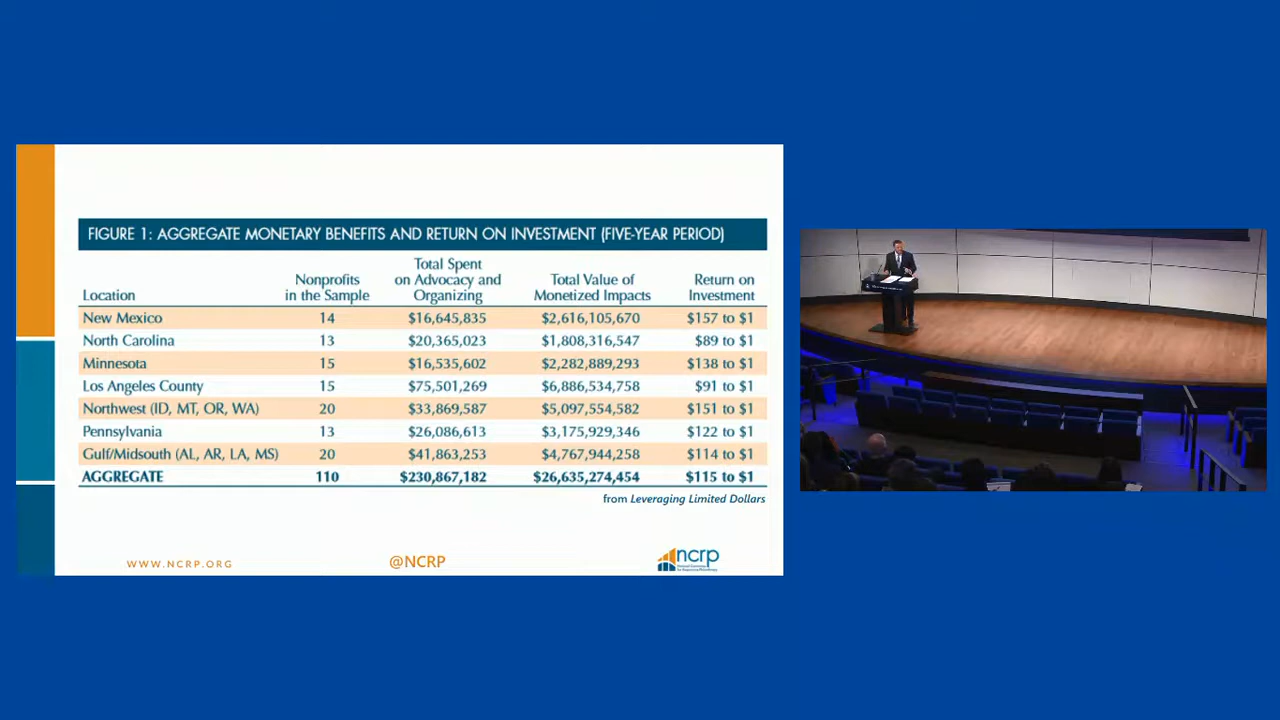 FIGURE 1: AGGREGATE MONETARY BENEFITS AND RETURN ON INVESTMENT (FIVE-YEAR PERIOD)
Location Nonprofits in the Sample Total Spent on Advocacy and Organizing Total Value of Monetized Impacts Return on Investment
New Mexico 14 $16,645,835 $2,616,105,670 $157 to $1
North Carolina 13 $20,365,023 $1,808,316,547 $89 to $1
Minnesota 15 $16,535,602 $2,282,889,293 $138 to $1
Los Angeles County 15 $75,501,269 $6,886,534,758 $91 to $1
Northwest (ID, MT, OR, WA) 20 $33,869,587 $5,097,554,582 $151 to $1
Pennsylvania 13 $26,086,613 $3,175,929,346 $122 to $1
Gulf/Midsouth (AL, AR, LA, MS) 20 $41,863,253 $4,767,944,258 $114 to $1
AGGREGATE 110 $230,867,182 $26,635,274,454 $115 to $1
from Leveraging Limited Dollars
WWW.NCRP.ORG @NCRP ncrp